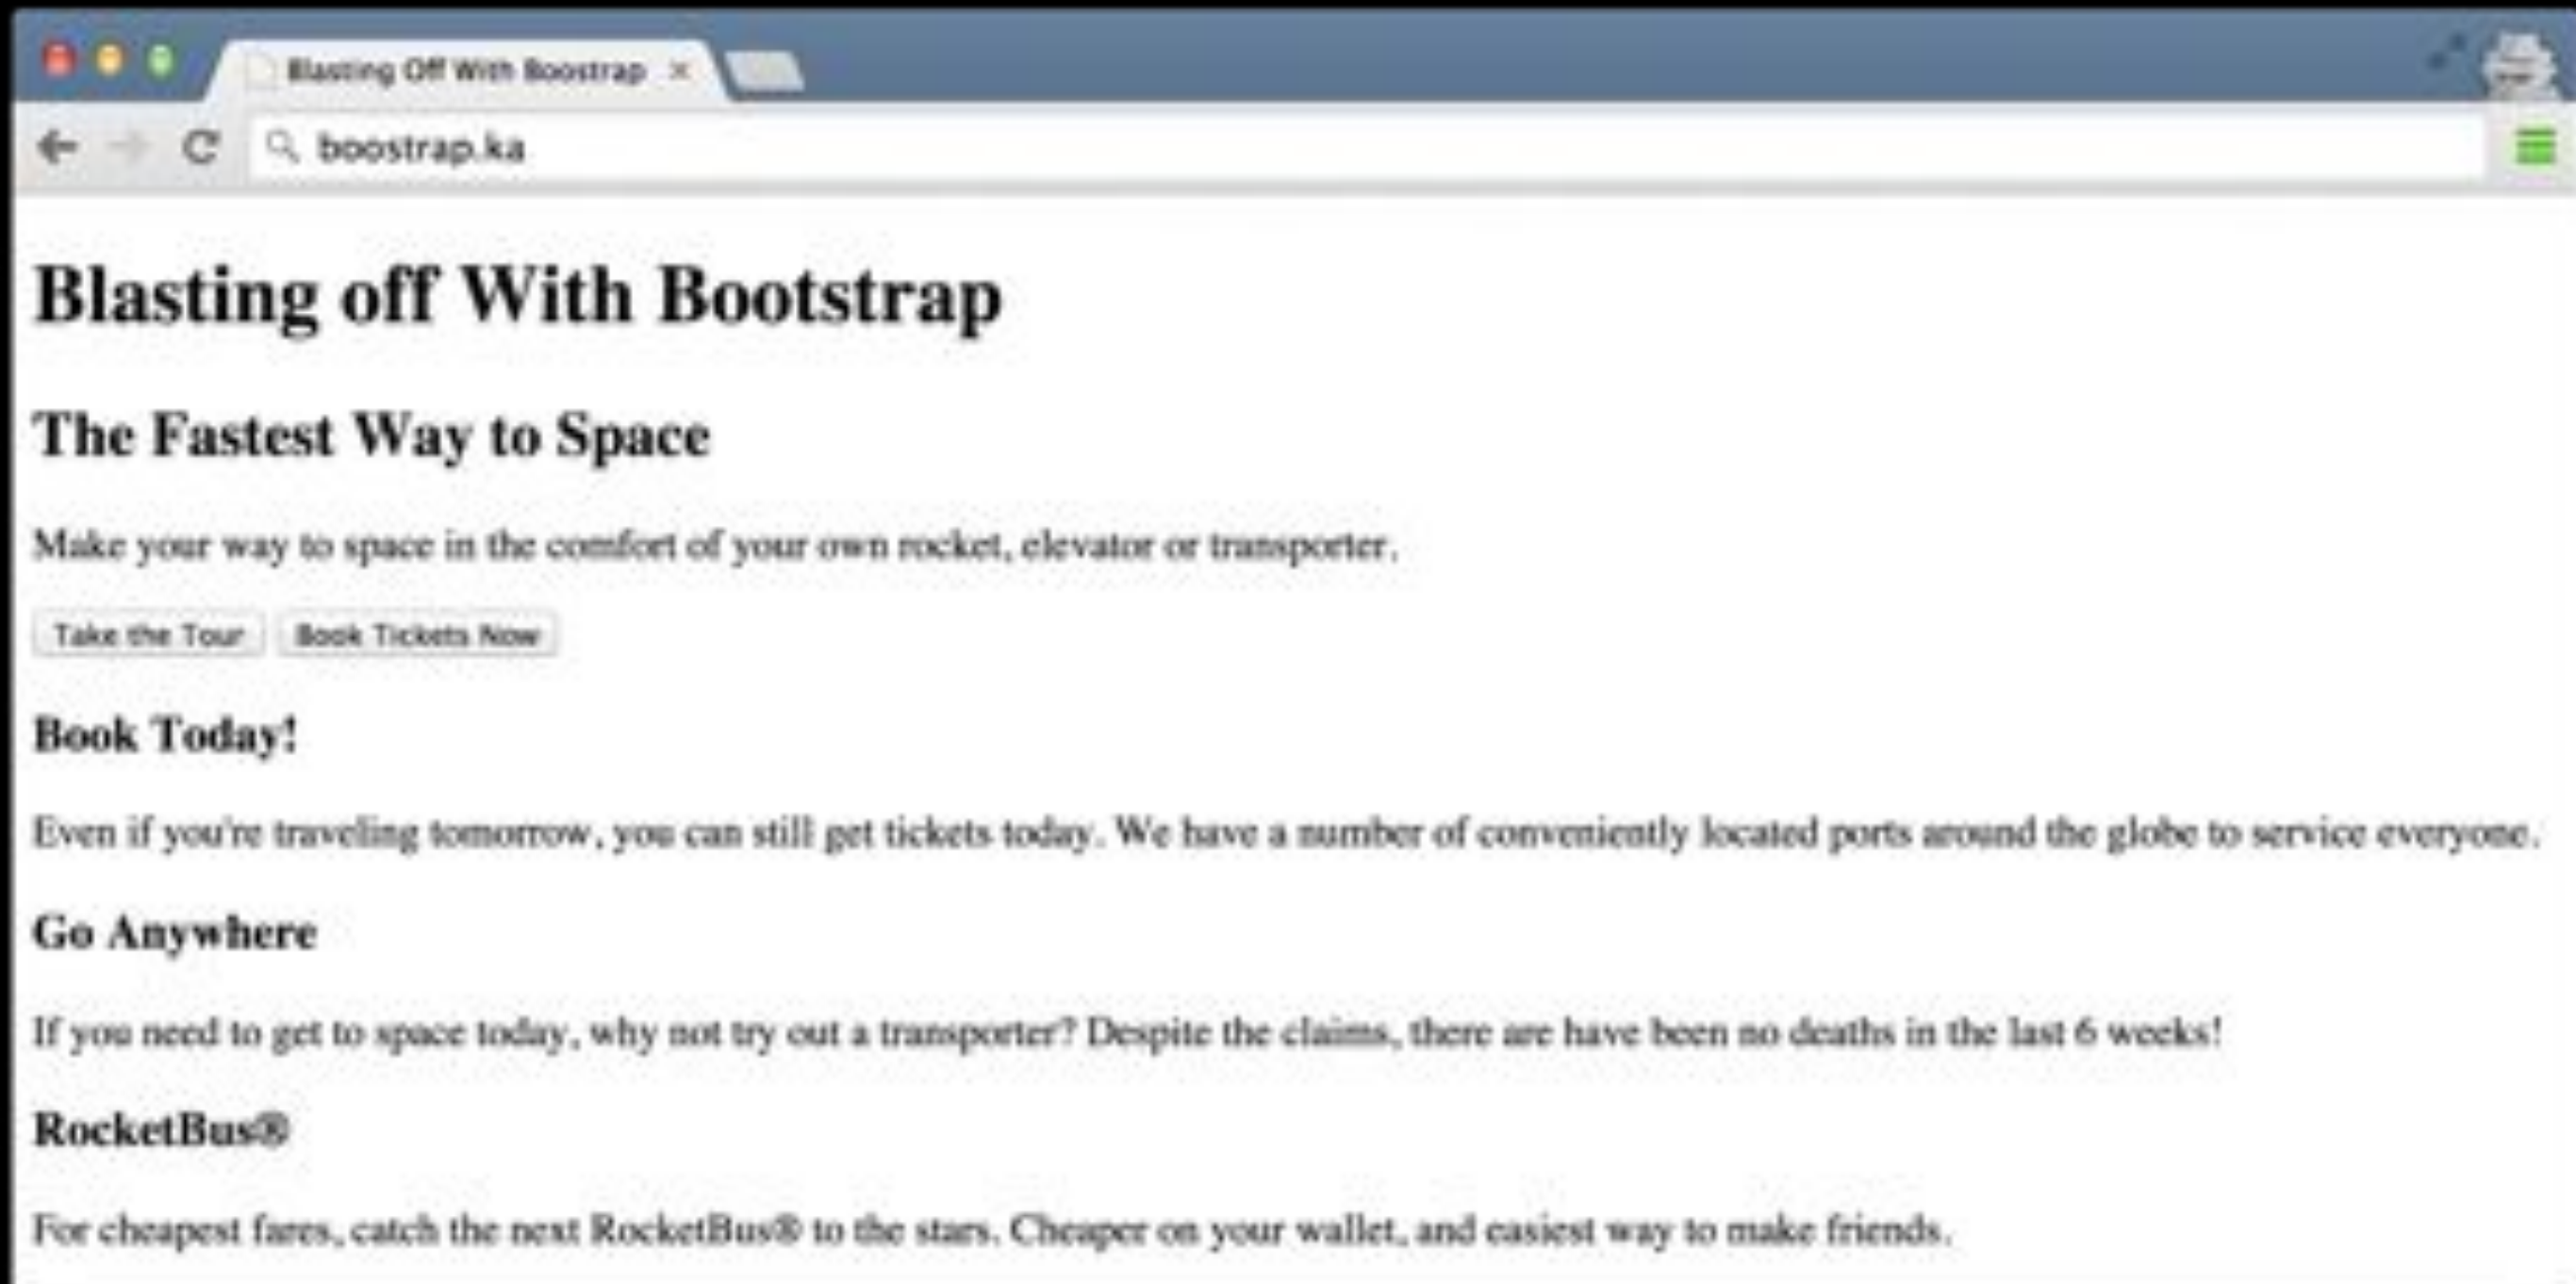 Blasting Off With Boostrap
boostrap.ka
Blasting off With Bootstrap
The Fastest Way to Space
Make your way to space in the comfort of your own rocket, elevator or transporter.
Take the Tour Book Tickets Now
Book Today!
Even if you're traveling tomorrow, you can still get tickets today. We have a number of conveniently located ports around the globe to service everyone.
Go Anywhere
If you need to get to space today, why not try out a transporter? Despite the claims, there are have been no deaths in the last 6 weeks!
RocketBus®
For cheapest fares, catch the next RocketBus® to the stars. Cheaper on your wallet, and easiest way to make friends.